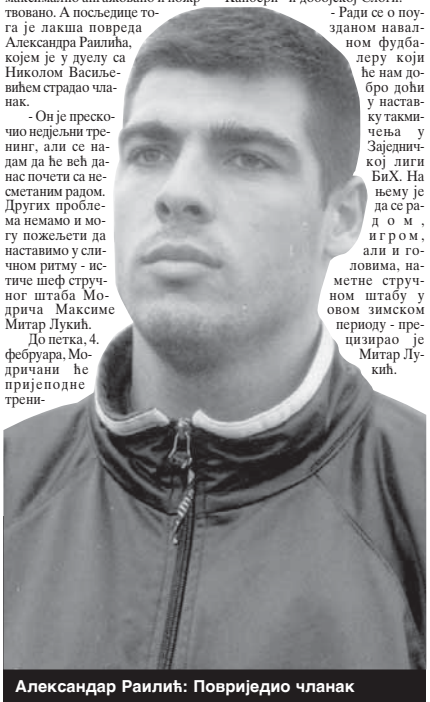 твовано. А посљедице то-
га је лакша повреда
Александра Раилића,
којем је у дуелу са
Николом Васиље-
вићем страдао чла-
нак.
- Он је преско-
чио недјељни тре-
нинг, али се на-
дам да ће већ да-
нас почети са не-
сметаним радом.
Других пробле-
ма немамо и мо-
гу пожељети да
наставимо у сли-
чном ритму - ис-
тиче шеф струч-
ног штаба Мо-
дрича Максиме
Митар Лукић.
До петка, 4.
фебруара, Мо-
дричани ће
пријеподне
трени-
- Ради се о поу-
зданом навал-
ном фудба-
леру који
ће нам до-
бро доћи
у настав-
ку такми-
чења у
Заједнич-
кој лиги
БиХ. На
њему је
да се ра-
дом,
игром,
али и го-
ловима, на-
метне струч-
ном штабу у
овом зимском
периоду - пре-
цизирао је
Митар Лу-
кић.
Александар Раилић: Повриједио чланак